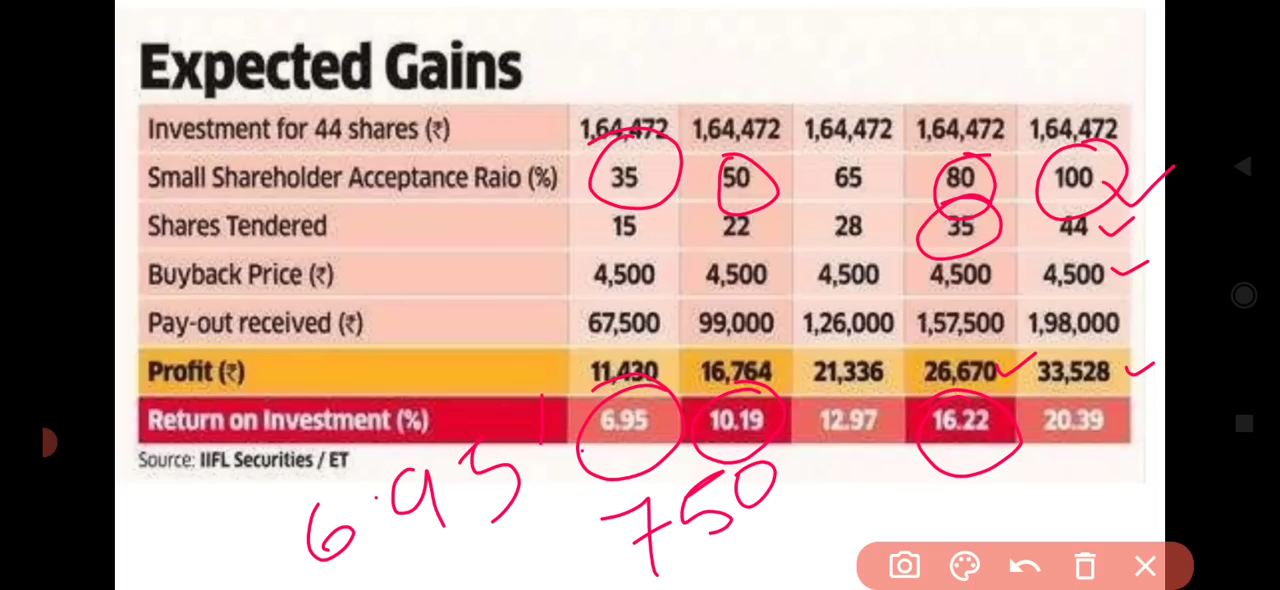 Expected Gains
Investment for 44 shares (₹) 1,64,472 1,64,472 1,64,472 1,64,472 1,64,472
Small Shareholder Acceptance Raio (%) 35 50 65 80 100
Shares Tendered 15 22 28 35 44
Buyback Price (₹) 4,500 4,500 4,500 4,500 4,500
Pay-out received (₹) 67,500 99,000 1,26,000 1,57,500 1,98,000
Profit (₹) 11,430 16,764 21,336 26,670 33,528
Return on Investment (%) 6.95 10.19 12.97 16.22 20.39
Source: IIFL Securities / ET
6.95 750